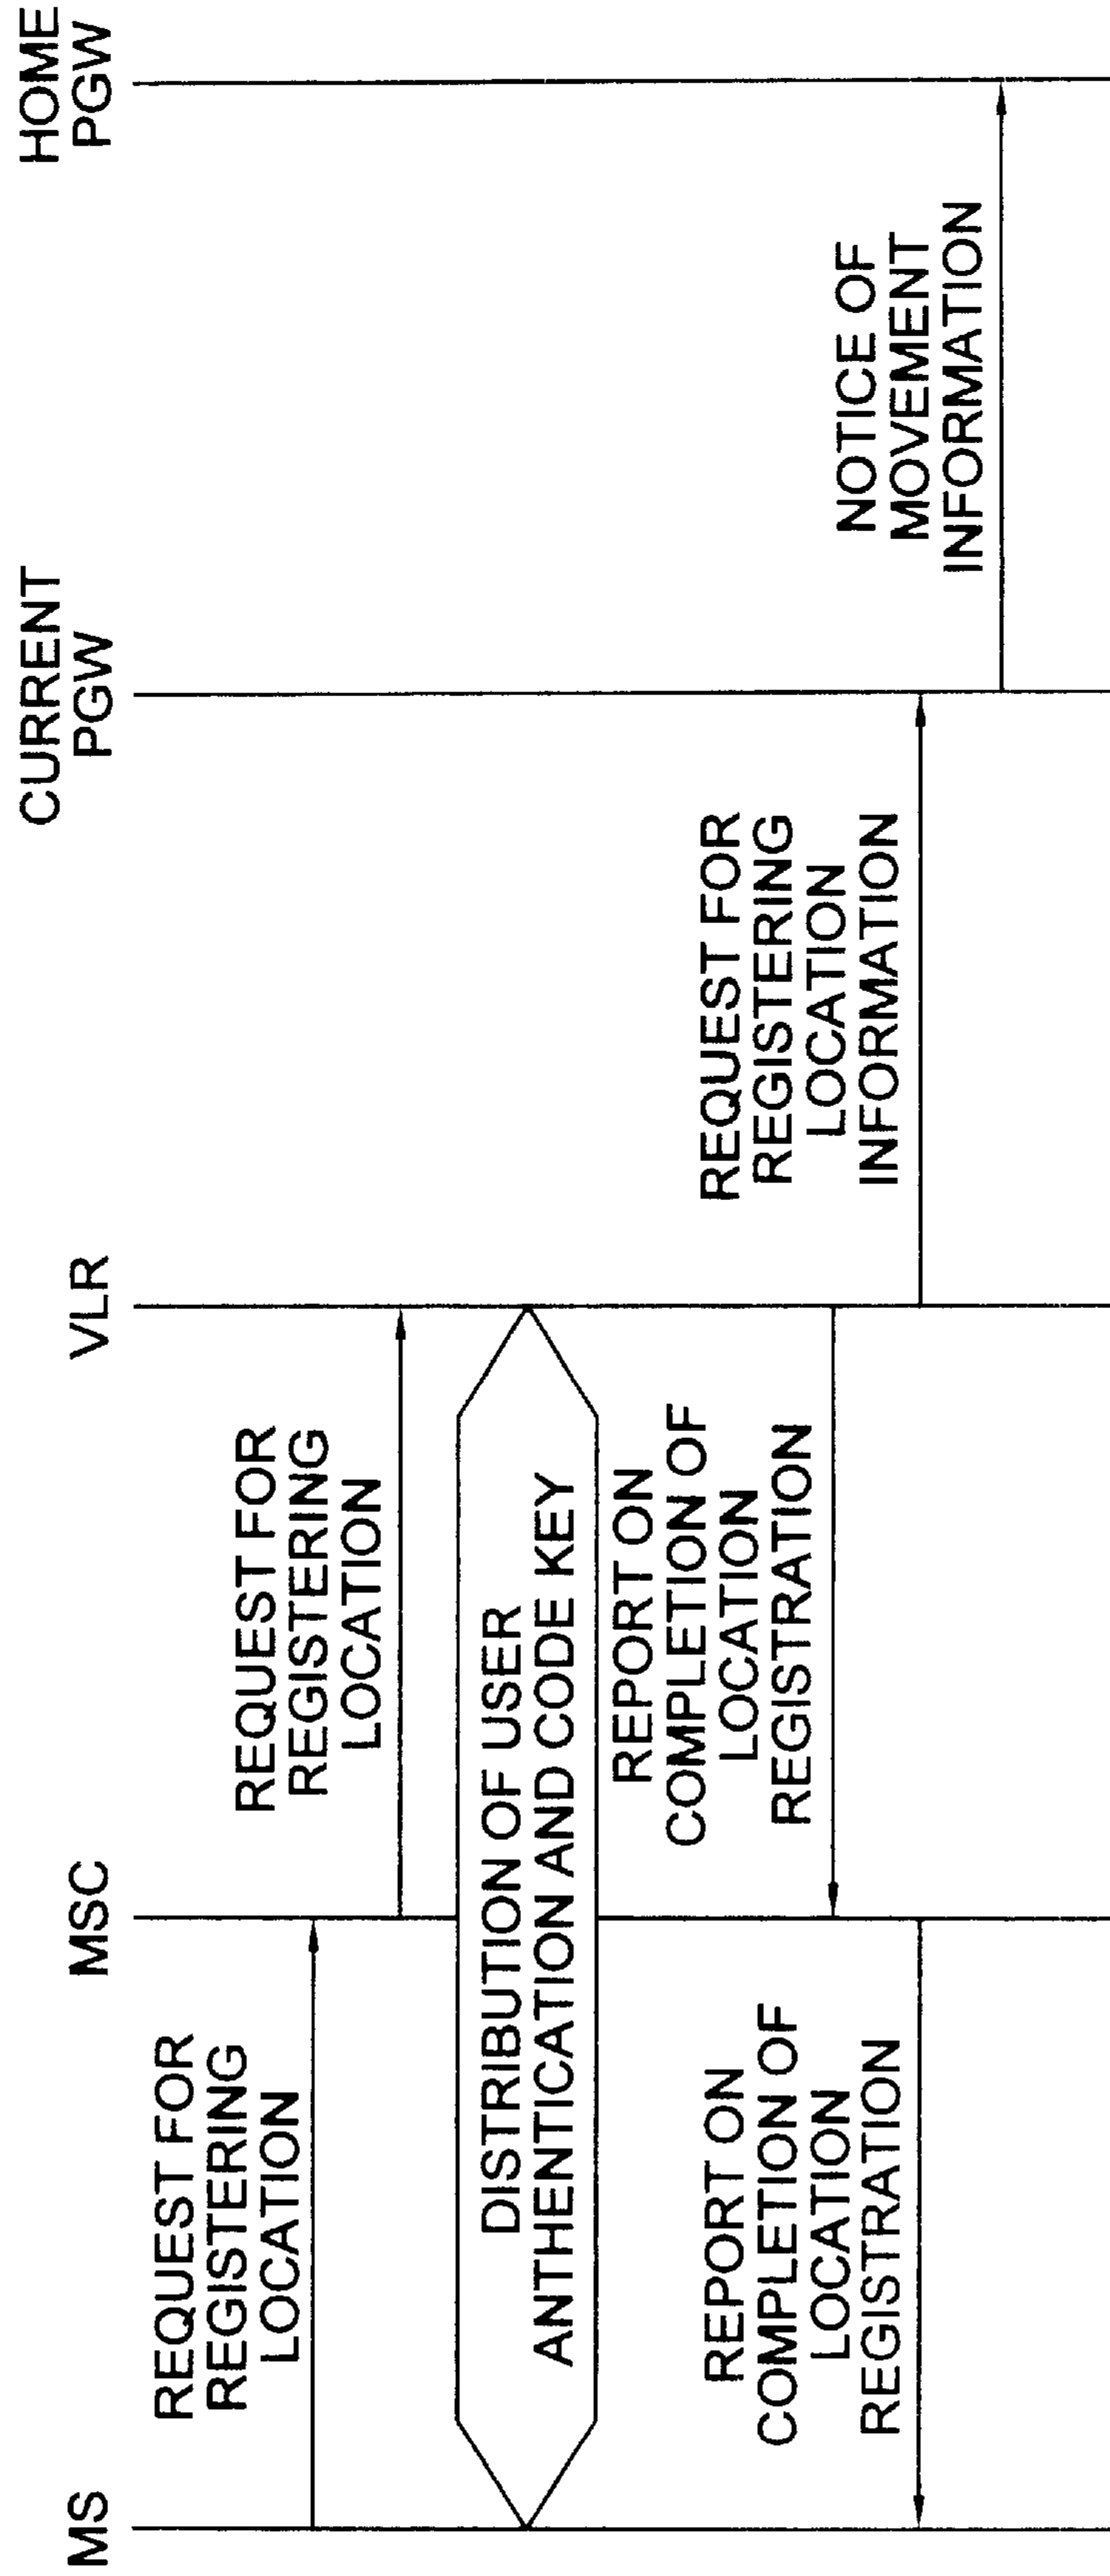 MS
MSC
VLR
CURRENT
PGW
HOME
PGW
REQUEST FOR
REGISTERING
LOCATION
REQUEST FOR
REGISTERING
LOCATION
DISTRIBUTION OF USER
ANTHENTICATION AND CODE KEY
REPORT ON
COMPLETION OF
LOCATION
REGISTRATION
REPORT ON
COMPLETION OF
LOCATION
REGISTRATION
REQUEST FOR
REGISTERING
LOCATION
INFORMATION
NOTICE OF
MOVEMENT
INFORMATION